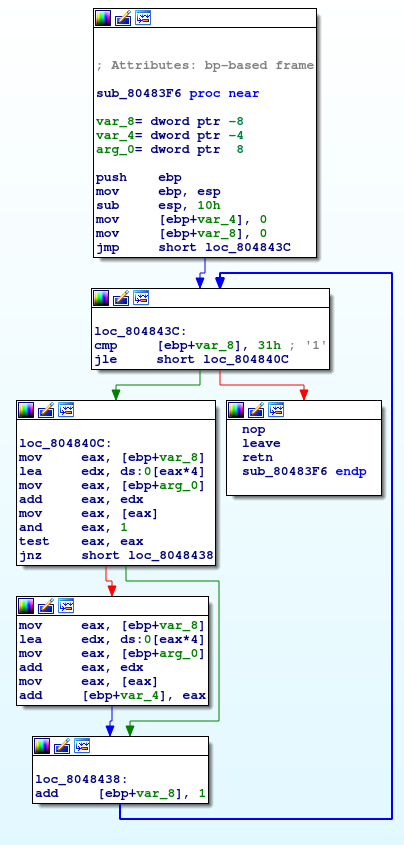 ; Attributes: bp-based frame
sub_80483F6 proc near
var_8= dword ptr -8
var_4= dword ptr -4
arg_0= dword ptr  8
push    ebp
mov     ebp, esp
sub     esp, 10h
mov     [ebp+var_4], 0
mov     [ebp+var_8], 0
jmp     short loc_804843C
loc_804843C:
cmp     [ebp+var_8], 31h ; '1'
jle     short loc_804840C
loc_804840C:
mov     eax, [ebp+var_8]
lea     edx, ds:0[eax*4]
mov     eax, [ebp+arg_0]
add     eax, edx
mov     eax, [eax]
and     eax, 1
test    eax, eax
jnz     short loc_8048438
nop
leave
retn
sub_80483F6 endp
mov     eax, [ebp+var_8]
lea     edx, ds:0[eax*4]
mov     eax, [ebp+arg_0]
add     eax, edx
mov     eax, [eax]
add     [ebp+var_4], eax
loc_8048438:
add     [ebp+var_8], 1